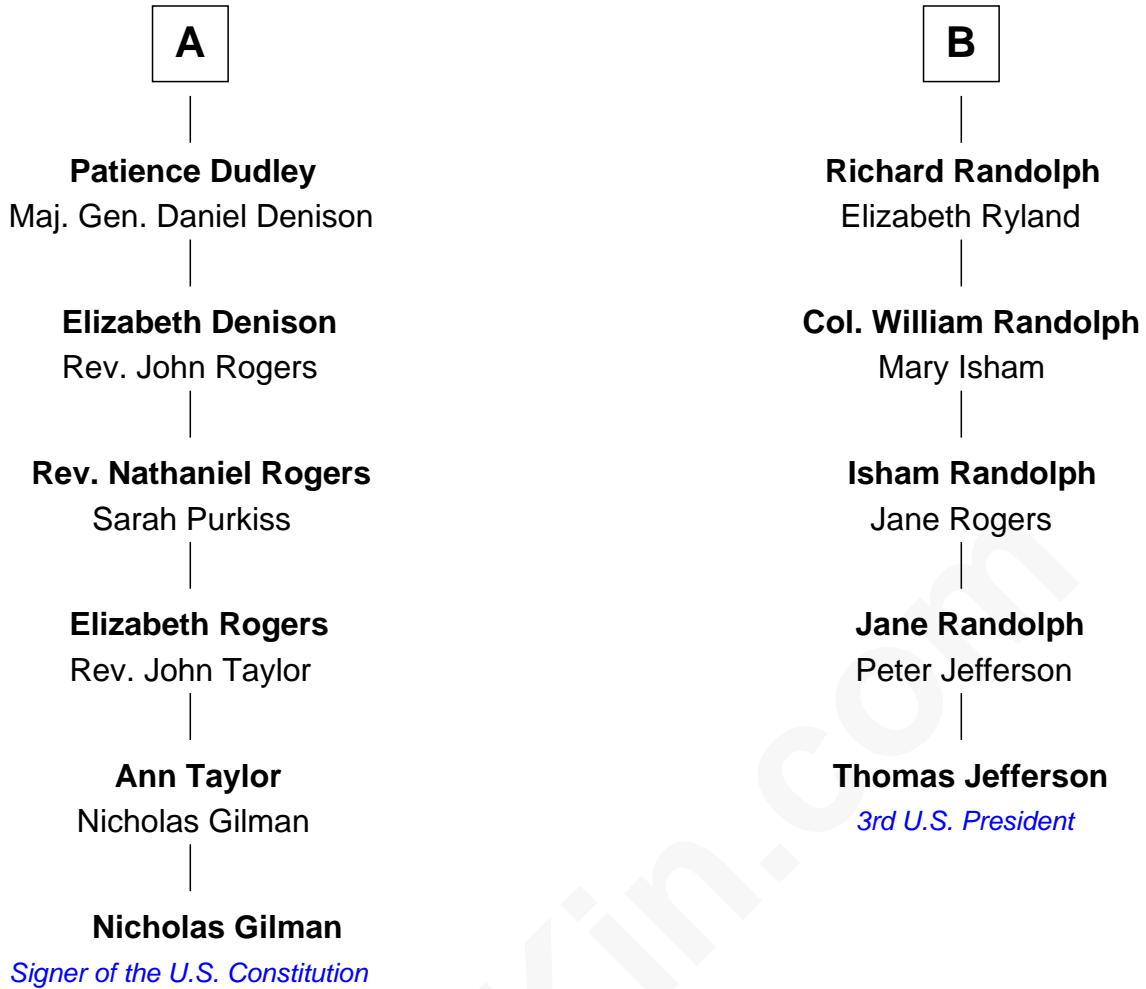 A
Patience Dudley
Maj. Gen. Daniel Denison
Elizabeth Denison
Rev. John Rogers
Rev. Nathaniel Rogers
Sarah Purkiss
Elizabeth Rogers
Rev. John Taylor
Ann Taylor
Nicholas Gilman
Nicholas Gilman
Signer of the U.S. Constitution
B
Richard Randolph
Elizabeth Ryland
Col. William Randolph
Mary Isham
Isham Randolph
Jane Rogers
Jane Randolph
Peter Jefferson
Thomas Jefferson
3rd U.S. President
Kin.com